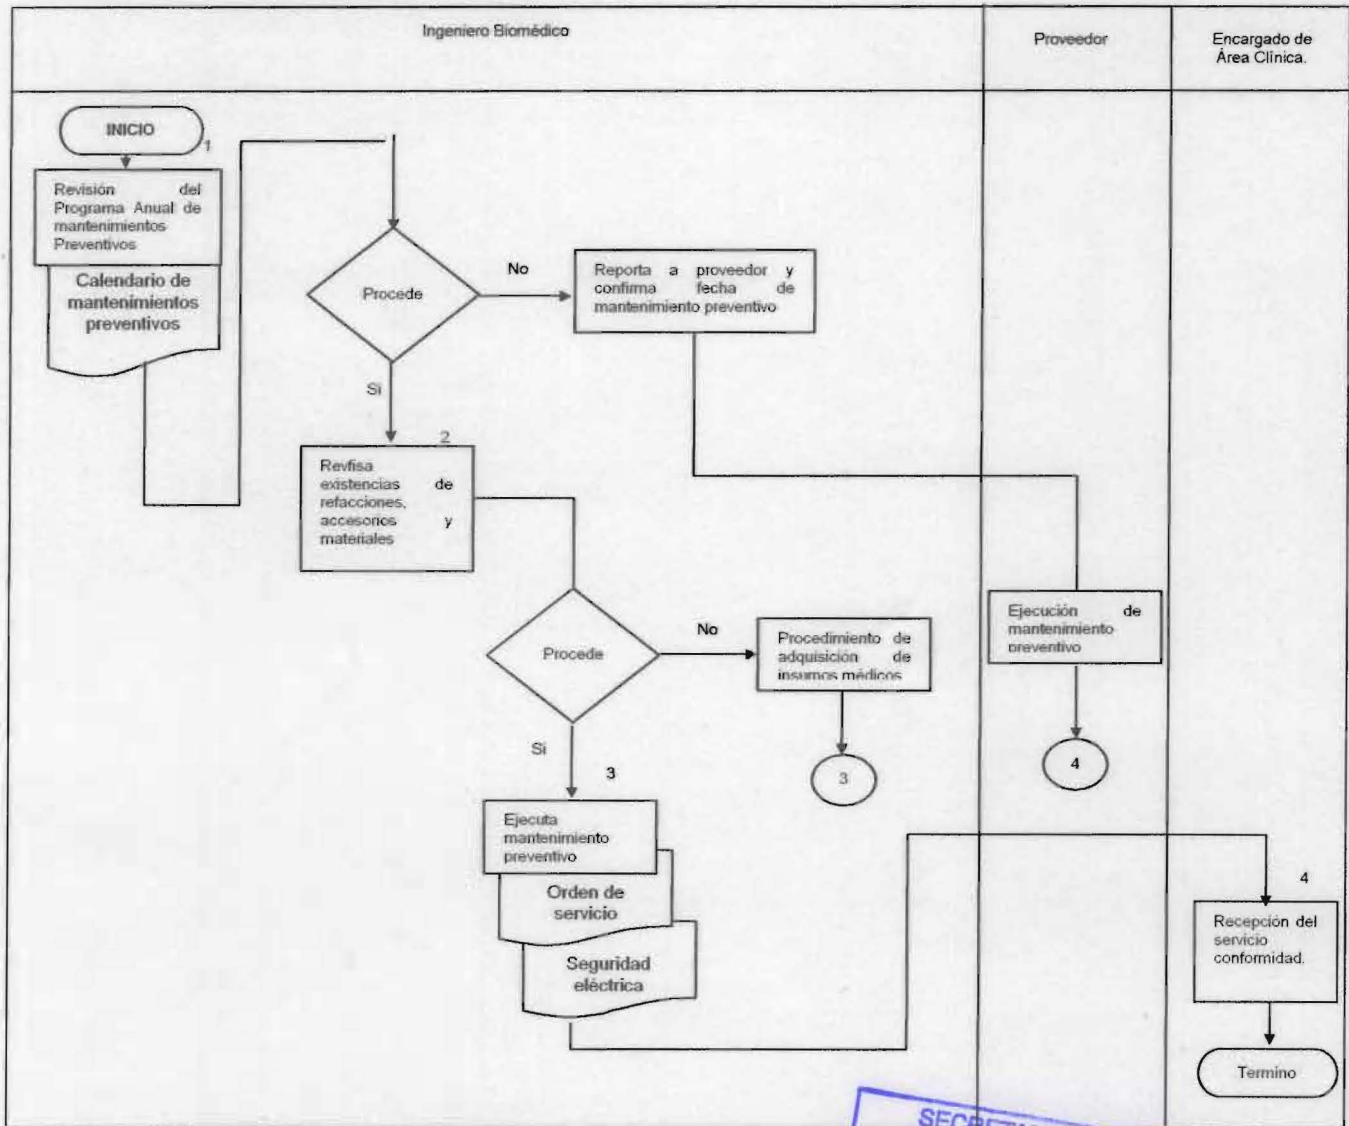 Ingeniero Biomédico
Proveedor
Encargado de
Área Clínica.
INICIO
1
Revisión del
Programa Anual de
mantenimientos
Preventivos
Calendario de
mantenimientos
preventivos
Procede
No
Reporta a proveedor y
confirma fecha de
mantenimiento preventivo
Si
2
Revfisa
existencias de
refacciones,
accesorios y
materiales
Procede
No
Procedimiento de
adquisición de
insumos médicos
Ejecución de
mantenimiento
preventivo
Si
3
3
4
Ejecuta
mantenimiento
preventivo
Orden de
servicio
Seguridad
eléctrica
4
Recepción del
servicio
conformidad.
Termino